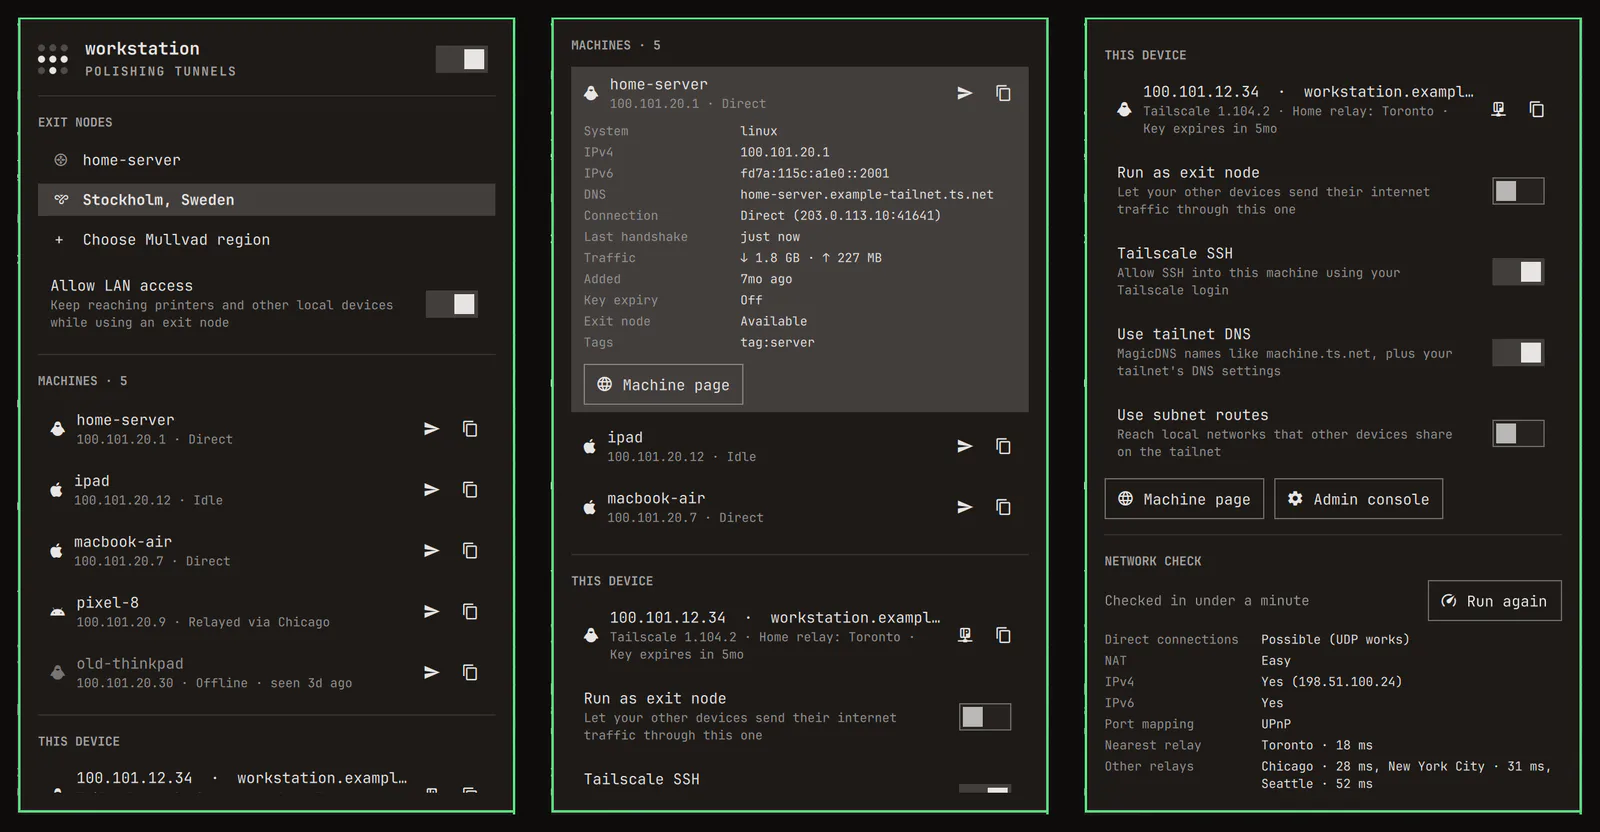 workstation
POLISHING TUNNELS
EXIT NODES
home-server
Stockholm, Sweden
+ Choose Mullvad region
Allow LAN access
Keep reaching printers and other local devices
while using an exit node
MACHINES · 5
home-server
100.101.20.1 · Direct
ipad
100.101.20.12 · Idle
macbook-air
100.101.20.7 · Direct
pixel-8
100.101.20.9 · Relayed via Chicago
old-thinkpad
100.101.20.30 · Offline · seen 3d ago
THIS DEVICE
100.101.12.34 · workstation.exampl…
MACHINES · 5
home-server
100.101.20.1 · Direct
System linux
IPv4 100.101.20.1
IPv6 fd7a:115c:a1e0::2001
DNS home-server.example-tailnet.ts.net
Connection Direct (203.0.113.10:41641)
Last handshake just now
Traffic ↓ 1.8 GB · ↑ 227 MB
Added 7mo ago
Key expiry Off
Exit node Available
Tags tag:server
Machine page
ipad
100.101.20.12 · Idle
macbook-air
100.101.20.7 · Direct
THIS DEVICE
100.101.12.34 · workstation.exampl…
Tailscale 1.104.2 · Home relay: Toronto ·
Key expires in 5mo
Run as exit node
Let your other devices send their internet
traffic through this one
Tailscale SSH
THIS DEVICE
100.101.12.34 · workstation.exampl…
Tailscale 1.104.2 · Home relay: Toronto ·
Key expires in 5mo
Run as exit node
Let your other devices send their internet
traffic through this one
Tailscale SSH
Allow SSH into this machine using your
Tailscale login
Use tailnet DNS
MagicDNS names like machine.ts.net, plus your
tailnet's DNS settings
Use subnet routes
Reach local networks that other devices share
on the tailnet
Machine page Admin console
NETWORK CHECK
Checked in under a minute Run again
Direct connections Possible (UDP works)
NAT Easy
IPv4 Yes (198.51.100.24)
IPv6 Yes
Port mapping UPnP
Nearest relay Toronto · 18 ms
Other relays Chicago · 28 ms, New York City · 31 ms,
Seattle · 52 ms